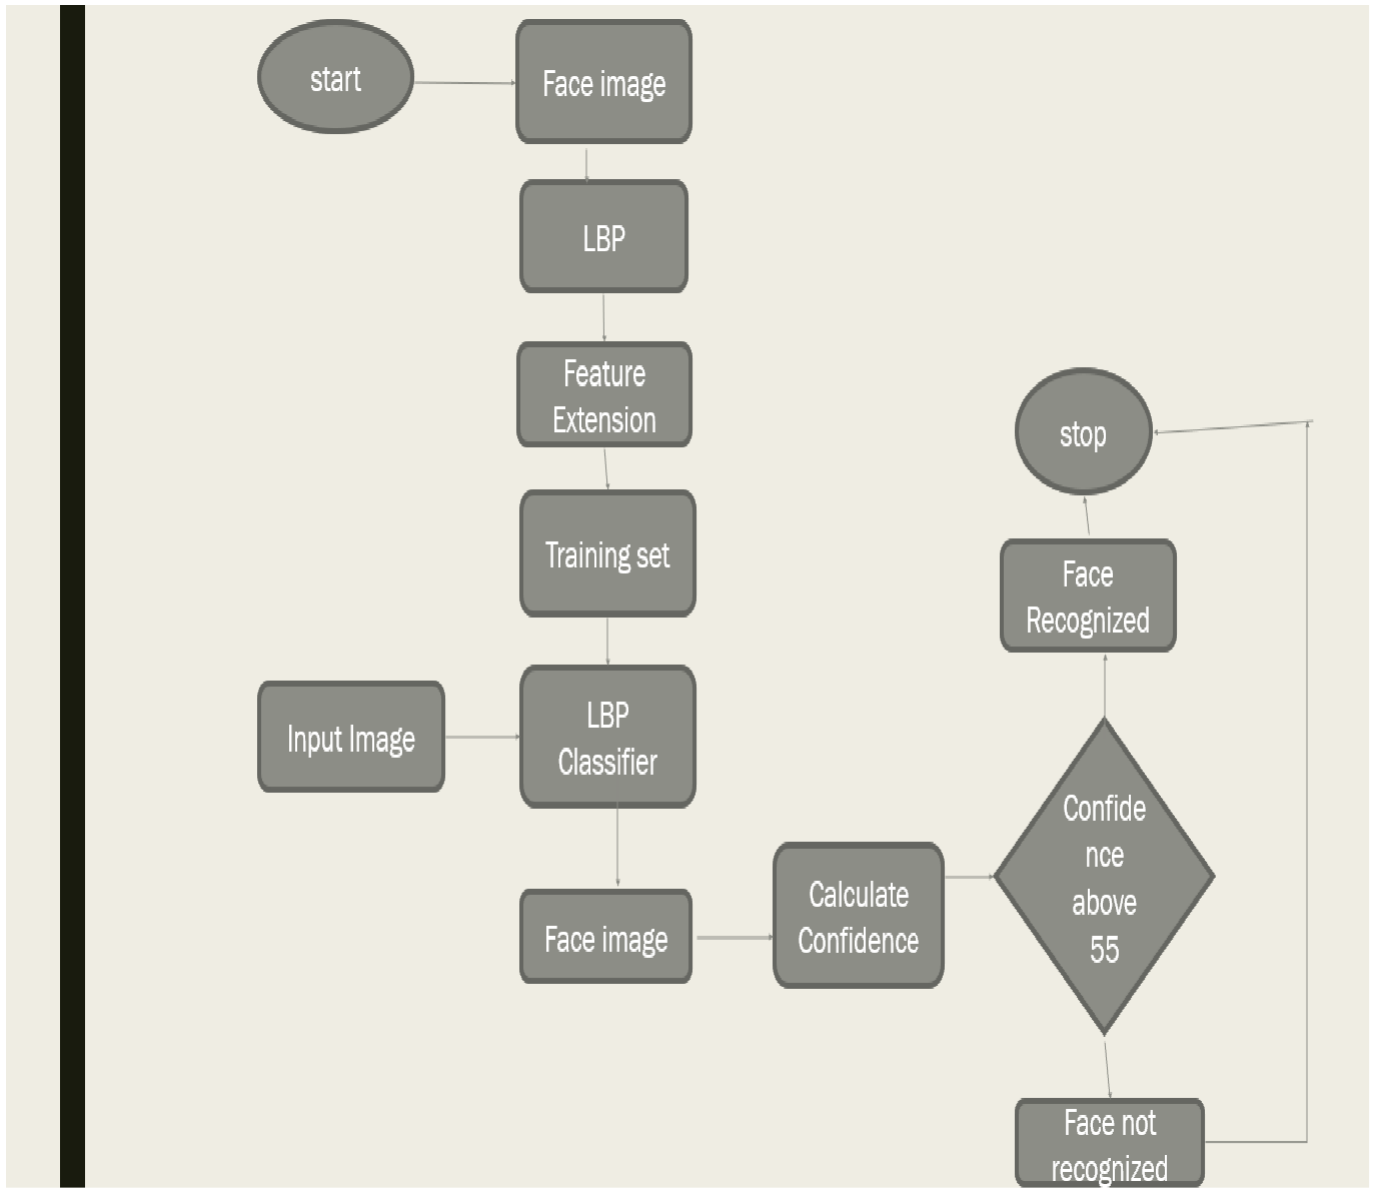 start
Face image
LBP
Feature
Extension
Training set
Input Image
LBP
Classifier
Face image
Calculate
Confidence
Confide
nce
above
55
Face
Recognized
stop
Face not
recognized